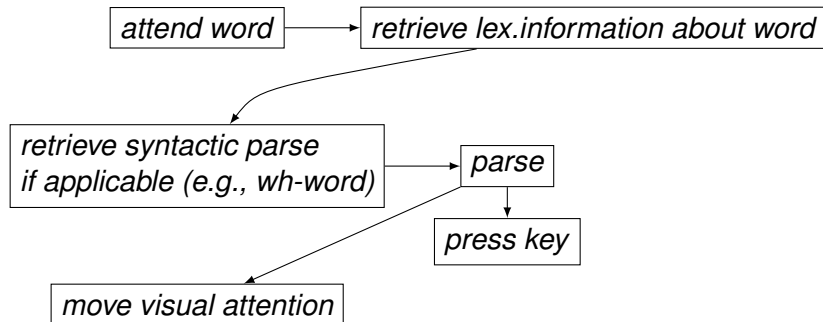 attend word
retrieve lex.information about word
retrieve syntactic parse
if applicable (e.g., wh-word)
parse
press key
move visual attention